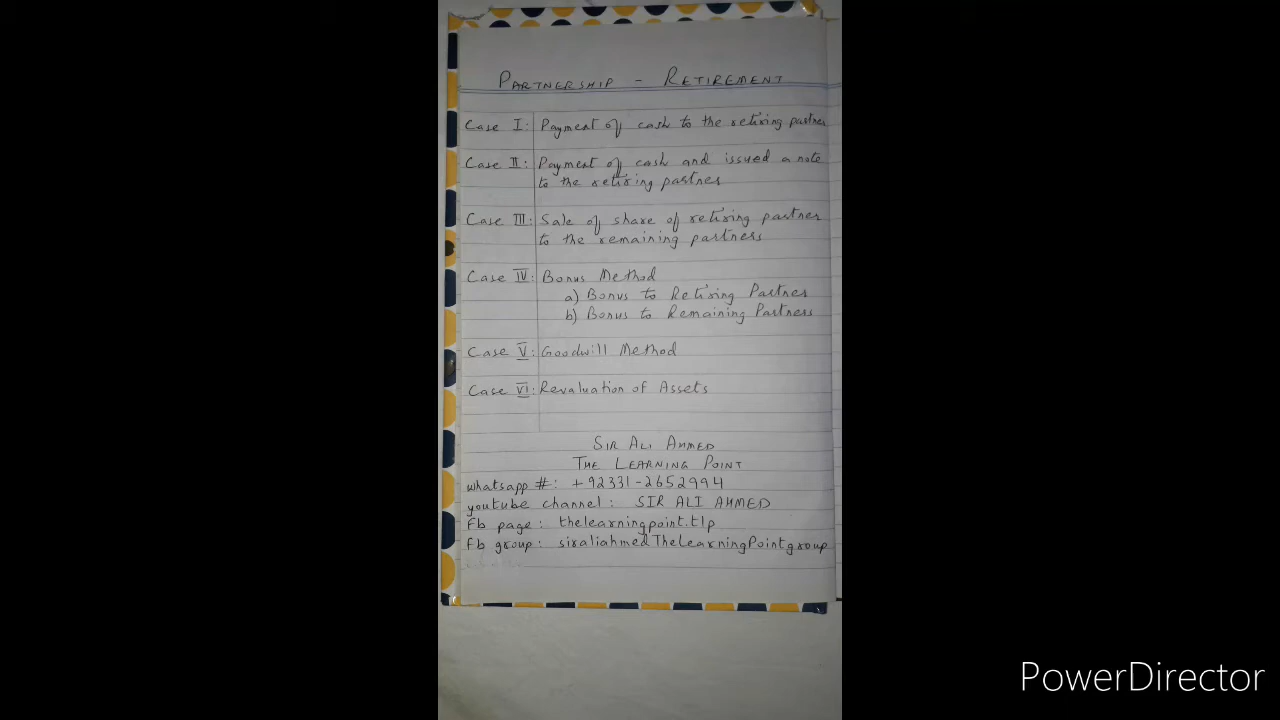 PARTNERSHIP - RETIREMENT
Case I: Payment of cash to the retiring partner
Case II: Payment of cash and issued a note
to the retiring partner
Case III: Sale of share of retiring partner
to the remaining partners
Case IV: Bonus Method
a) Bonus to Retiring Partner
b) Bonus to Remaining Partners
Case V: Goodwill Method
Case VI: Revaluation of Assets
SIR ALI AHMED
THE LEARNING POINT
whatsapp #: +92331-2652994
youtube channel: SIR ALI AHMED
Fb page: thelearningpoint.tlp
Fb group: siraliahmedTheLearningPointgroup
PowerDirector